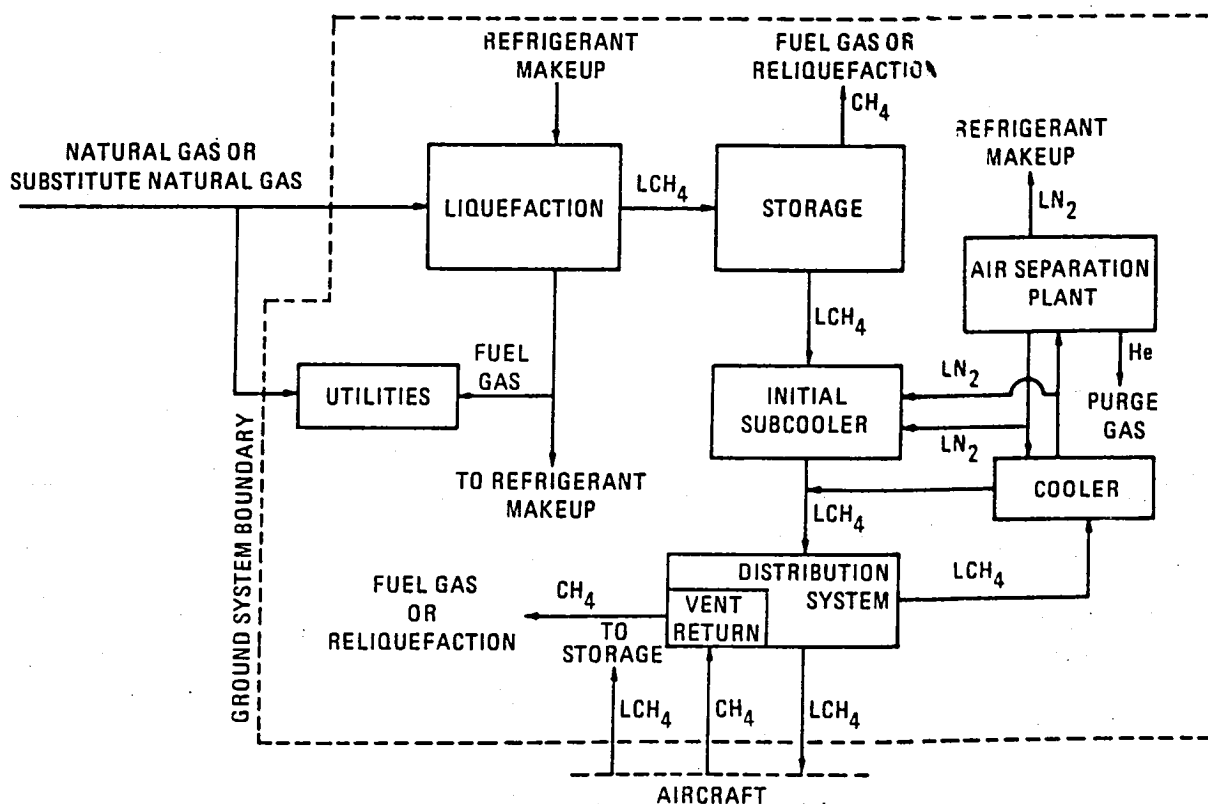 REFRIGERANT
MAKEUP
FUEL GAS OR
RELIQUEFACTION
CH4
REFRIGERANT
MAKEUP
NATURAL GAS OR
SUBSTITUTE NATURAL GAS
LIQUEFACTION
LCH4
STORAGE
LN2
AIR SEPARATION
PLANT
LCH4
He
PURGE
GAS
UTILITIES
FUEL
GAS
INITIAL
SUBCOOLER
LN2
LN2
COOLER
TO REFRIGERANT
MAKEUP
LCH4
GROUND SYSTEM BOUNDARY
DISTRIBUTION
SYSTEM
VENT
RETURN
LCH4
FUEL GAS
OR
RELIQUEFACTION
CH4
TO
STORAGE
LCH4
CH4
LCH4
AIRCRAFT